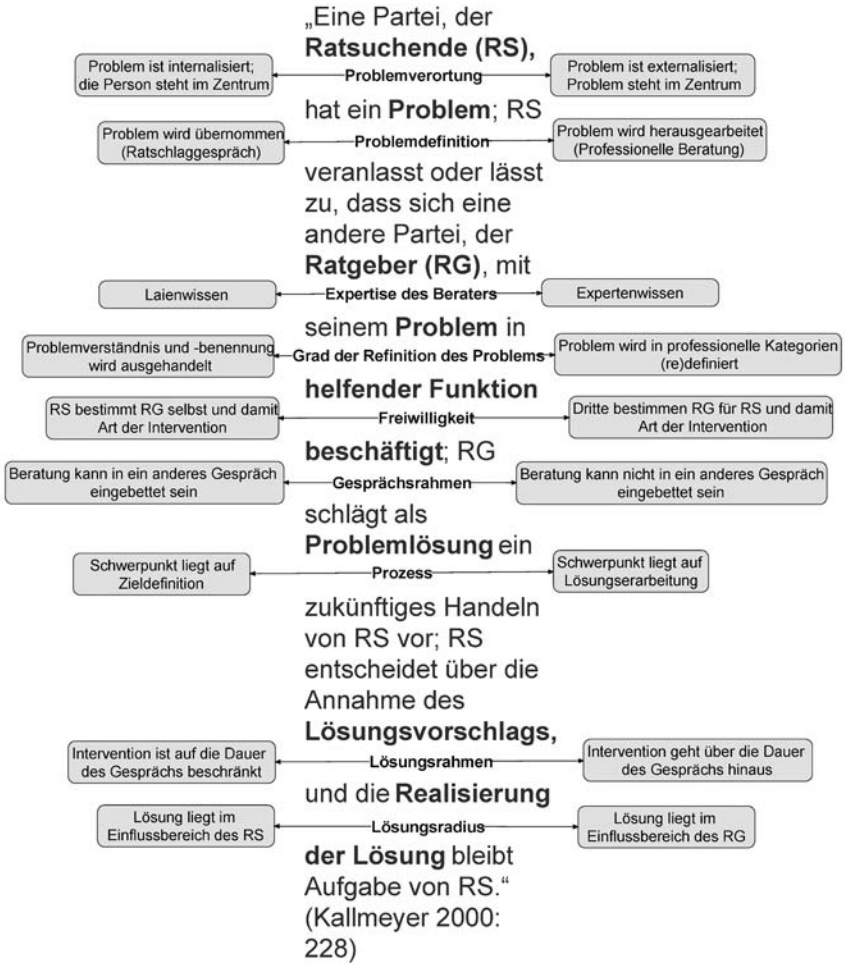 „Eine Partei, der
Ratsuchende (RS),
Problem ist internalisiert;
die Person steht im Zentrum
Problemverortung
Problem ist externalisiert;
Problem steht im Zentrum
hat ein Problem; RS
Problem wird übernommen
(Ratschlaggespräch)
Problemdefinition
Problem wird herausgearbeitet
(Professionelle Beratung)
veranlasst oder lässt
zu, dass sich eine
andere Partei, der
Ratgeber (RG), mit
Laienwissen
Expertise des Beraters
Expertenwissen
seinem Problem in
Problemverständnis und -benennung
wird ausgehandelt
Grad der Refinition des Problems
Problem wird in professionelle Kategorien
(re)definiert
helfender Funktion
RS bestimmt RG selbst und damit
Art der Intervention
Freiwilligkeit
Dritte bestimmen RG für RS und damit
Art der Intervention
beschäftigt; RG
Beratung kann in ein anderes Gespräch
eingebettet sein
Gesprächsrahmen
Beratung kann nicht in ein anderes Gespräch
eingebettet sein
schlägt als
Problemlösung ein
Schwerpunkt liegt auf
Zieldefinition
Prozess
Schwerpunkt liegt auf
Lösungserarbeitung
zukünftiges Handeln
von RS vor; RS
entscheidet über die
Annahme des
Lösungsvorschlags,
Intervention ist auf die Dauer
des Gesprächs beschränkt
Lösungsrahmen
Intervention geht über die Dauer
des Gesprächs hinaus
und die Realisierung
Lösung liegt im
Einflussbereich des RS
Lösungsradius
Lösung liegt im
Einflussbereich des RG
der Lösung bleibt
Aufgabe von RS.“
(Kallmeyer 2000:
228)